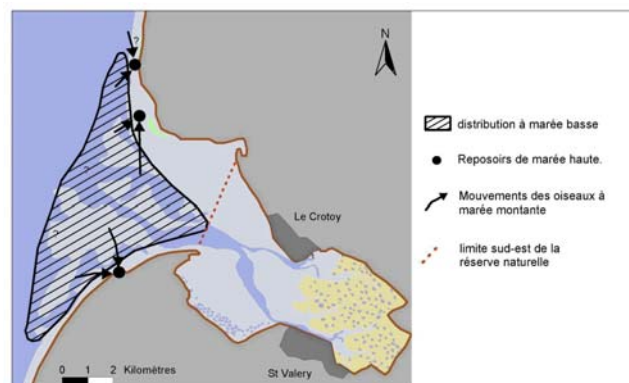 ?
N
distribution à marée basse
Reposoirs de marée haute.
Mouvements des oiseaux à
marée montante
limite sud-est de la
réserve naturelle
?
?
Le Crotoy
St Valery
0 1 2 Kilomètres